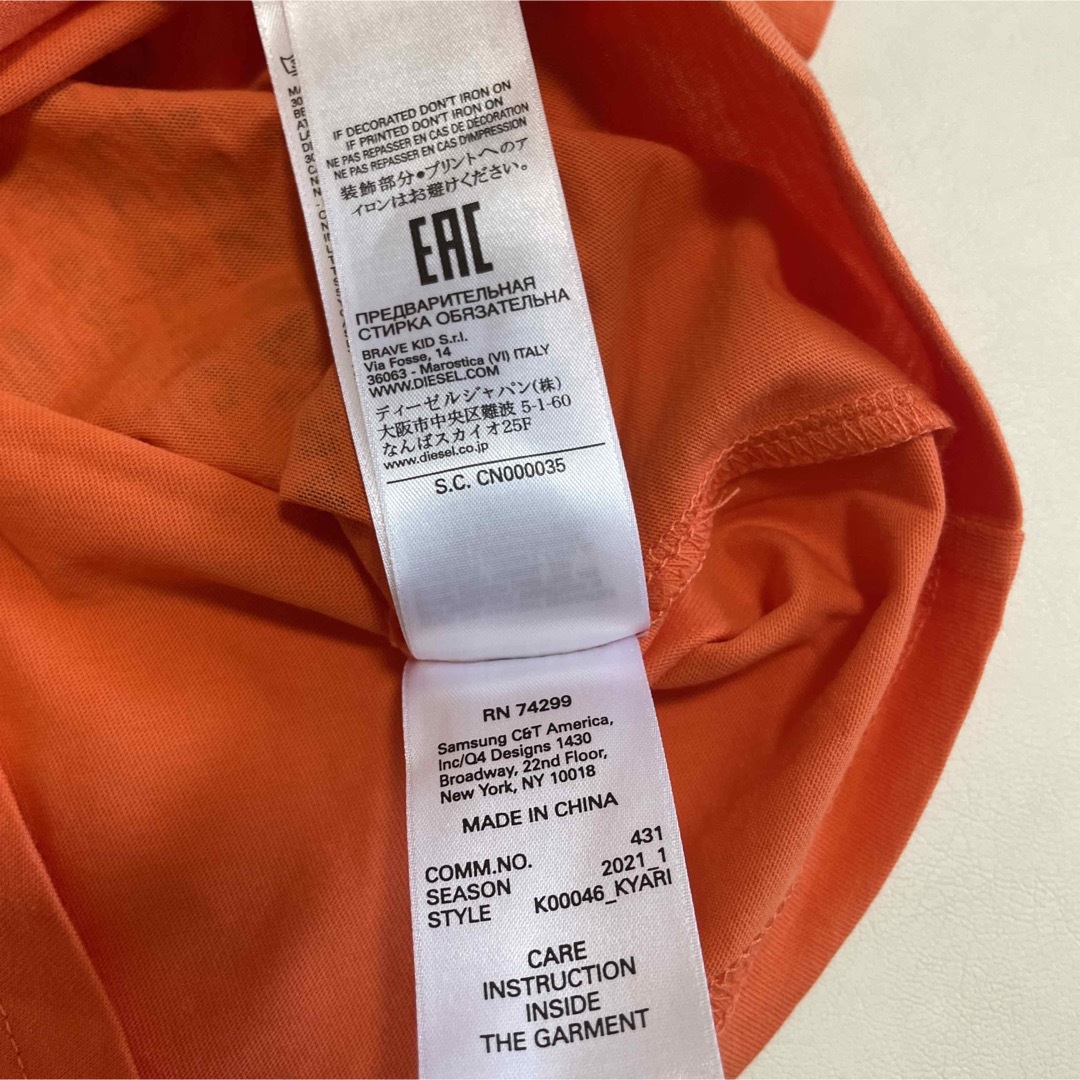 IF DECORATED DON'T IRON ON
IF PRINTED DON'T IRON ON
NE PAS REPASSER EN CAS DE DÉCORATION
NE PAS REPASSER EN CAS D'IMPRESSION
装飾部分●プリントへのア
イロンはお避けください。
EAC
ПРЕДВАРИТЕЛЬНАЯ
СТИРКА ОБЯЗАТЕЛЬНА
BRAVE KID S.r.l.
Via Fosse, 14
36063 - Marostica (VI) ITALY
WWW.DIESEL.COM
ディーゼルジャパン(株)
大阪市中央区難波 5-1-60
なんばスカイオ25F
www.diesel.co.jp
S.C. CN000035
RN 74299
Samsung C&T America,
Inc/Q4 Designs 1430
Broadway, 22nd Floor,
New York, NY 10018
MADE IN CHINA
COMM.NO. 431
SEASON 2021_1
STYLE K00046_KYARI
CARE
INSTRUCTION
INSIDE
THE GARMENT